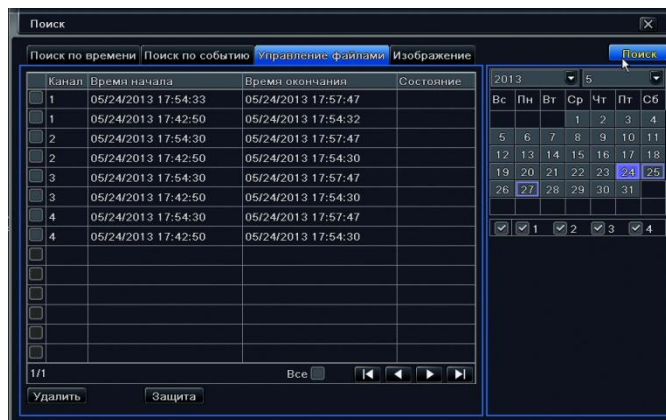 Поиск
Поиск по времени Поиск по событию Управление файлами Изображение Поиск
Канал Время начала Время окончания Состояние
1 05/24/2013 17:54:33 05/24/2013 17:57:47
1 05/24/2013 17:42:50 05/24/2013 17:54:32
2 05/24/2013 17:54:30 05/24/2013 17:57:47
2 05/24/2013 17:42:50 05/24/2013 17:54:30
3 05/24/2013 17:54:30 05/24/2013 17:57:47
3 05/24/2013 17:42:50 05/24/2013 17:54:30
4 05/24/2013 17:54:30 05/24/2013 17:57:47
4 05/24/2013 17:42:50 05/24/2013 17:54:30
1/1 Все
Удалить Защита
2013 5
Вс Пн Вт Ср Чт Пт Сб
1 2 3 4
5 6 7 8 9 10 11
12 13 14 15 16 17 18
19 20 21 22 23 24 25
26 27 28 29 30 31
1 2 3 4